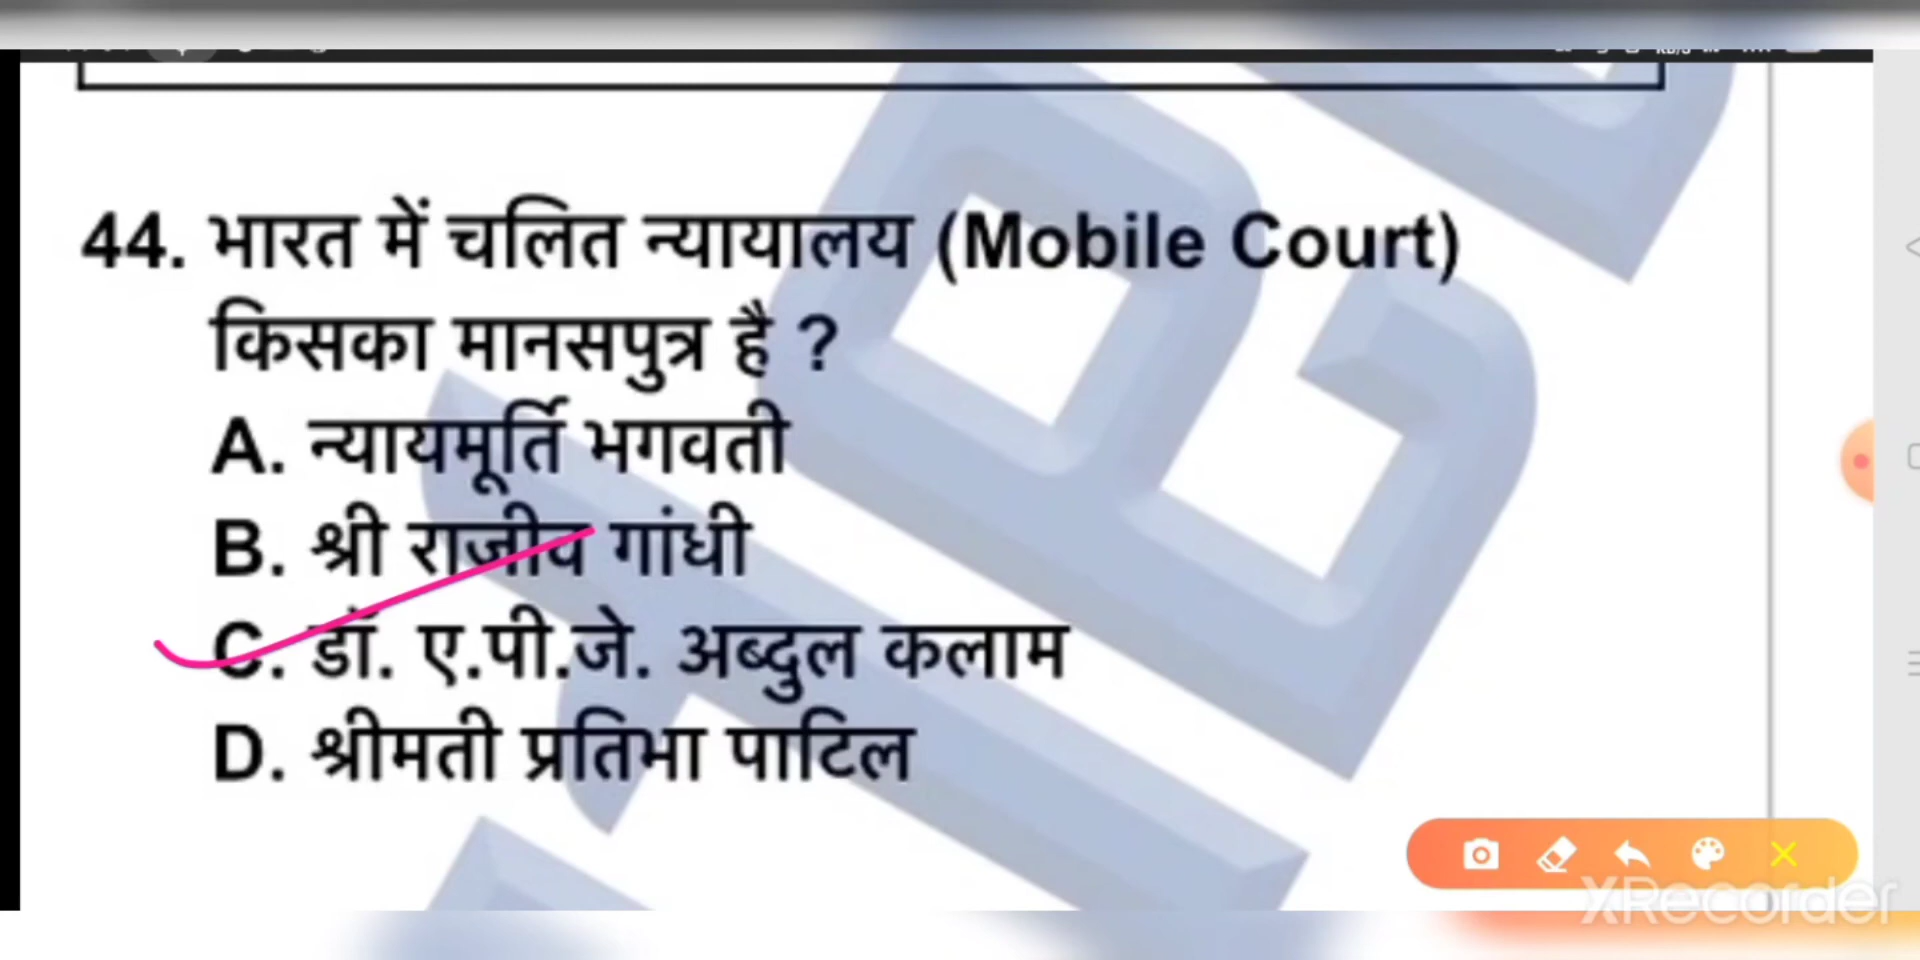 44. भारत में चलित न्यायालय (Mobile Court)
किसका मानसपुत्र है ?
A. न्यायमूर्ति भगवती
B. श्री राजीव गांधी
C. डॉ. ए.पी.जे. अब्दुल कलाम
D. श्रीमती प्रतिभा पाटिल
XRecorder